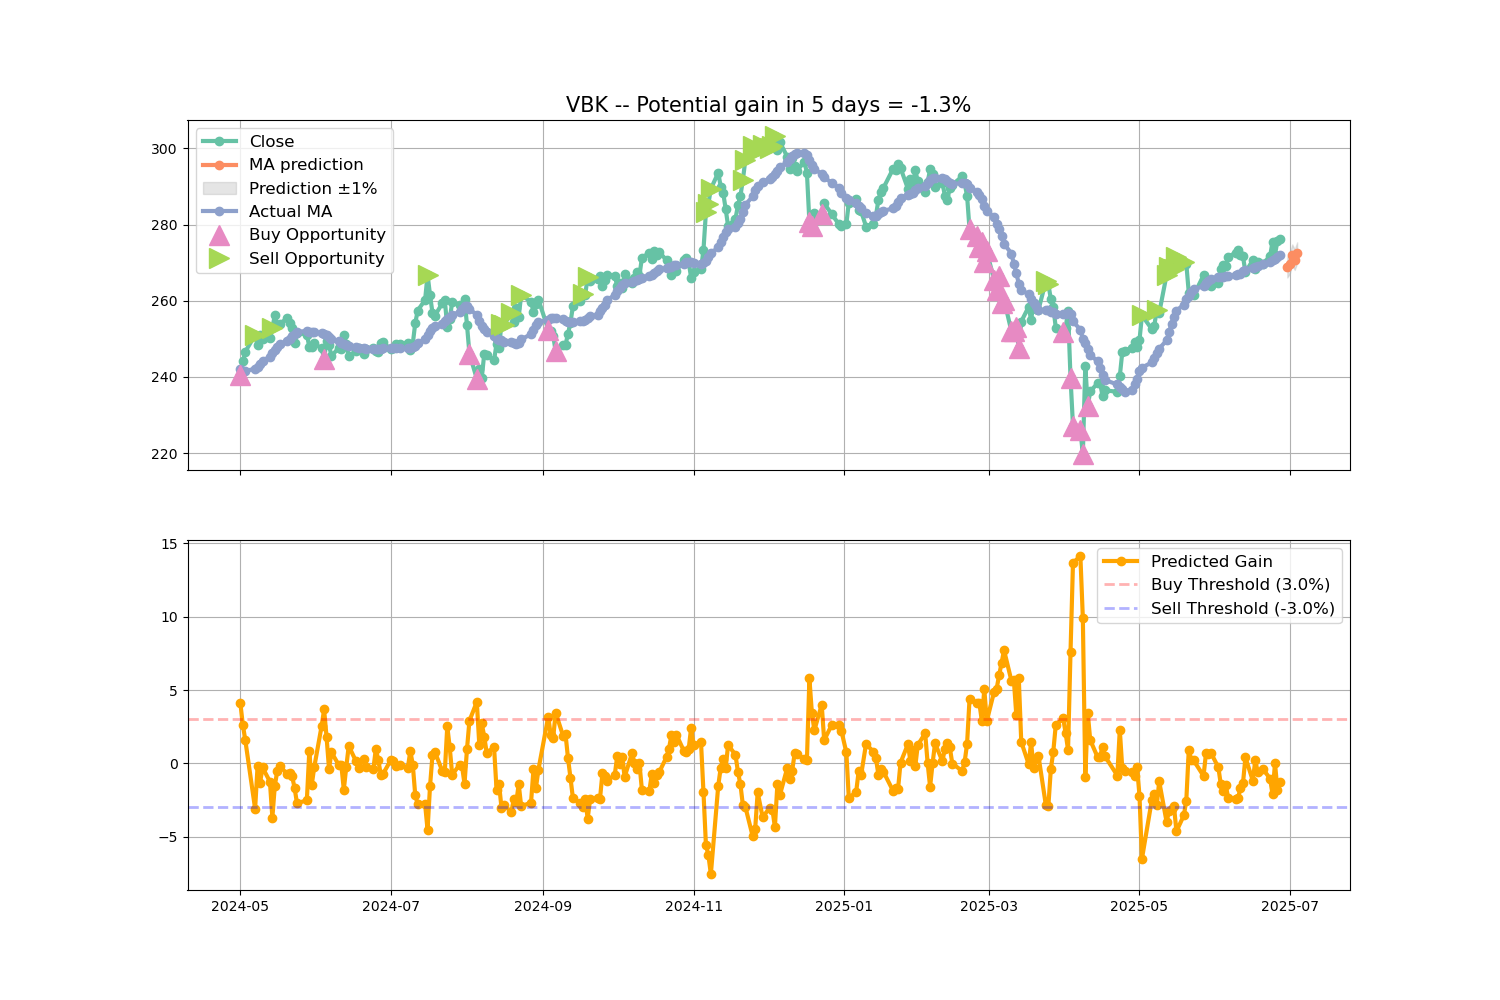 VBK -- Potential gain in 5 days = -1.3%
Close
MA prediction
Prediction ±1%
Actual MA
Buy Opportunity
Sell Opportunity
300
280
260
240
220
Predicted Gain
Buy Threshold (3.0%)
Sell Threshold (-3.0%)
15
10
5
0
−5
2024-05 2024-07 2024-09 2024-11 2025-01 2025-03 2025-05 2025-07